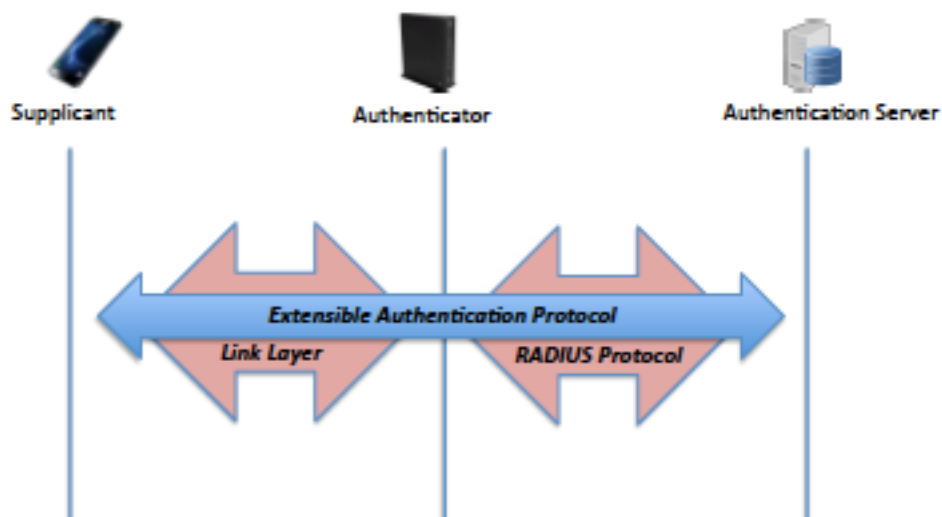 Supplicant
Authenticator
Authentication Server
Extensible Authentication Protocol
Link Layer
RADIUS Protocol